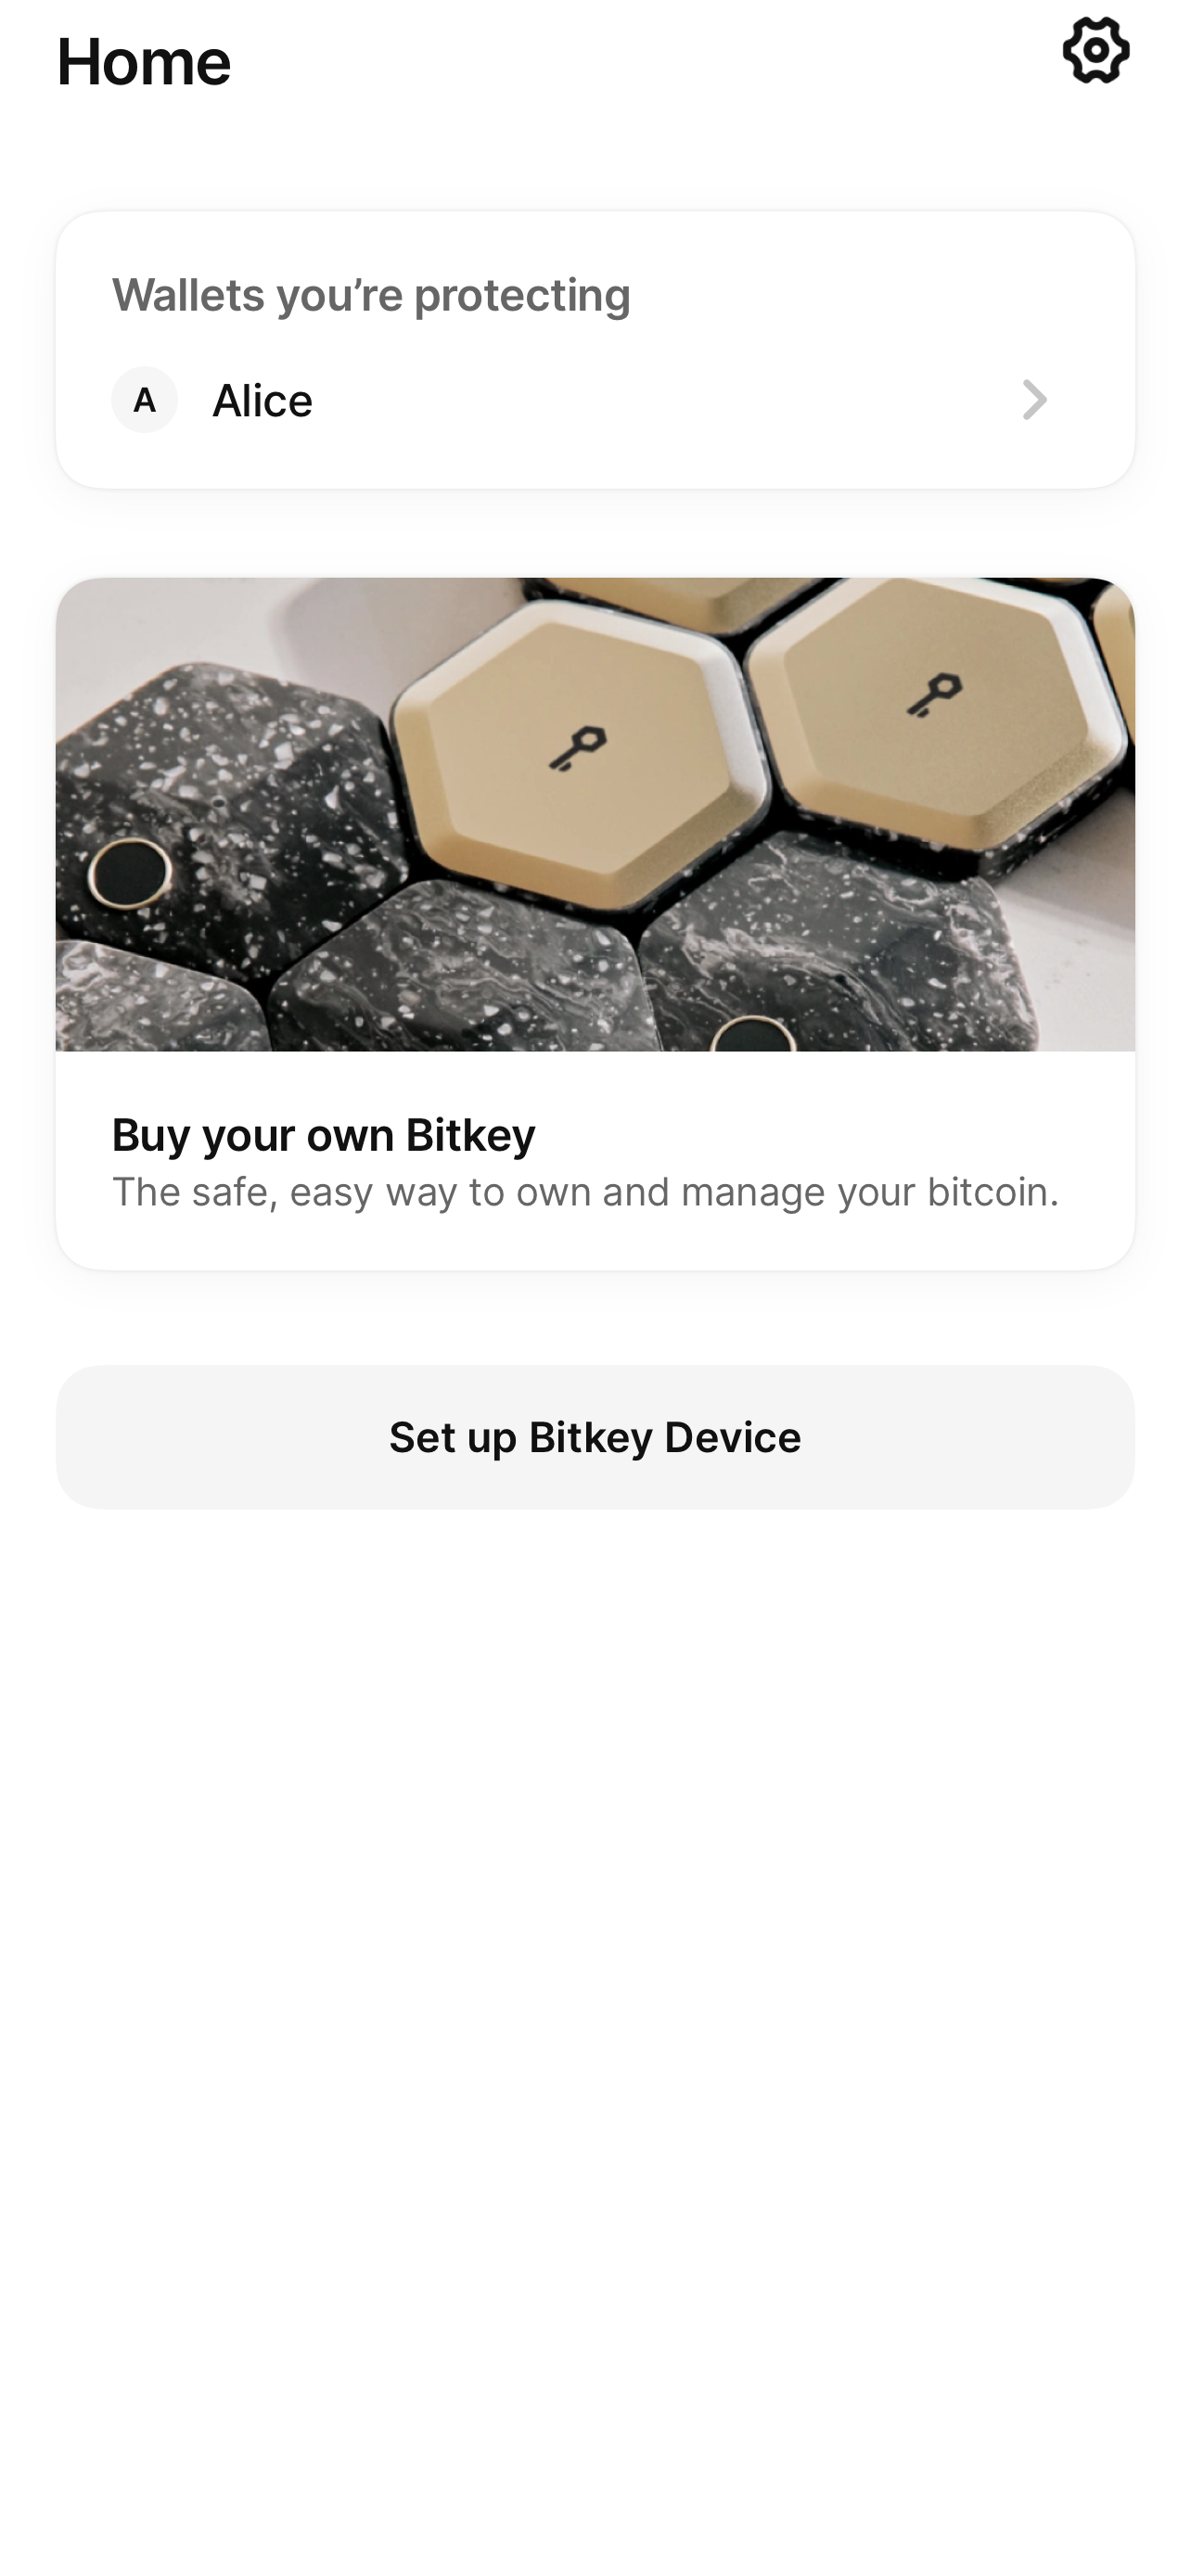 Home
Wallets you’re protecting
A Alice
Buy your own Bitkey
The safe, easy way to own and manage your bitcoin.
Set up Bitkey Device